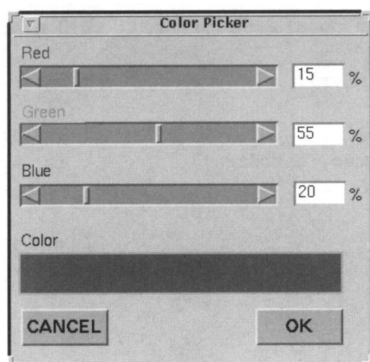 Color Picker
Red
15 %
Green
55 %
Blue
20 %
Color
CANCEL OK